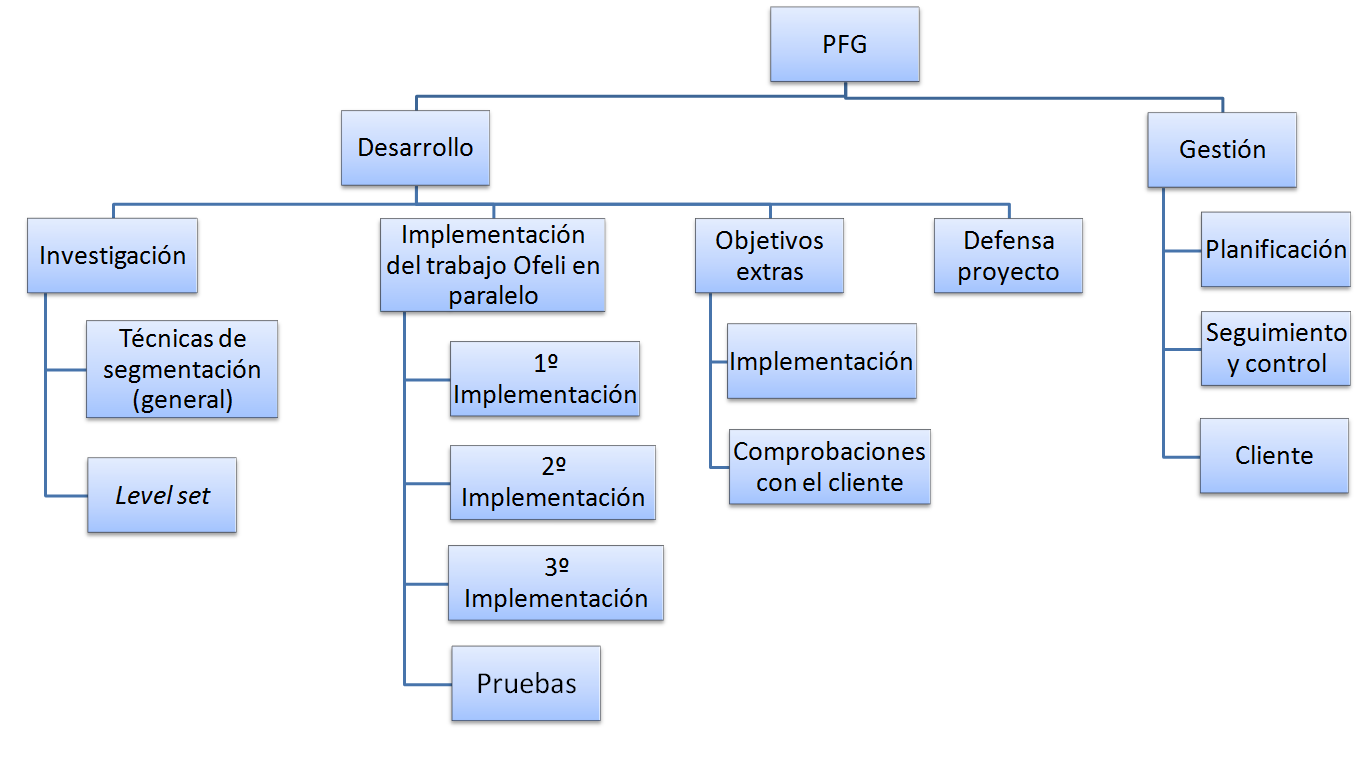 PFG
Desarrollo
Gestión
Investigación
Técnicas de
segmentación
(general)
Level set
Implementación
del trabajo Ofeli en
paralelo
1º
Implementación
2º
Implementación
3º
Implementación
Pruebas
Objetivos
extras
Implementación
Comprobaciones
con el cliente
Defensa
proyecto
Planificación
Seguimiento
y control
Cliente